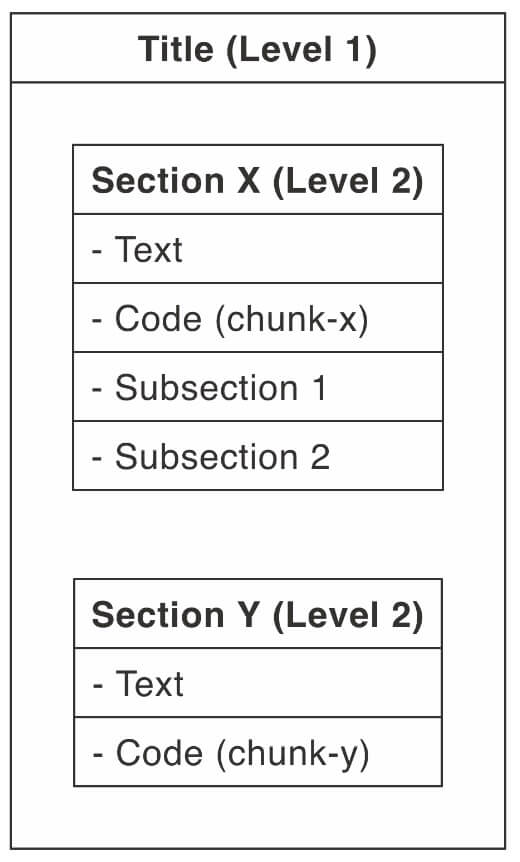 Title (Level 1)
Section X (Level 2)
- Text
- Code (chunk-x)
- Subsection 1
- Subsection 2
Section Y (Level 2)
- Text
- Code (chunk-y)